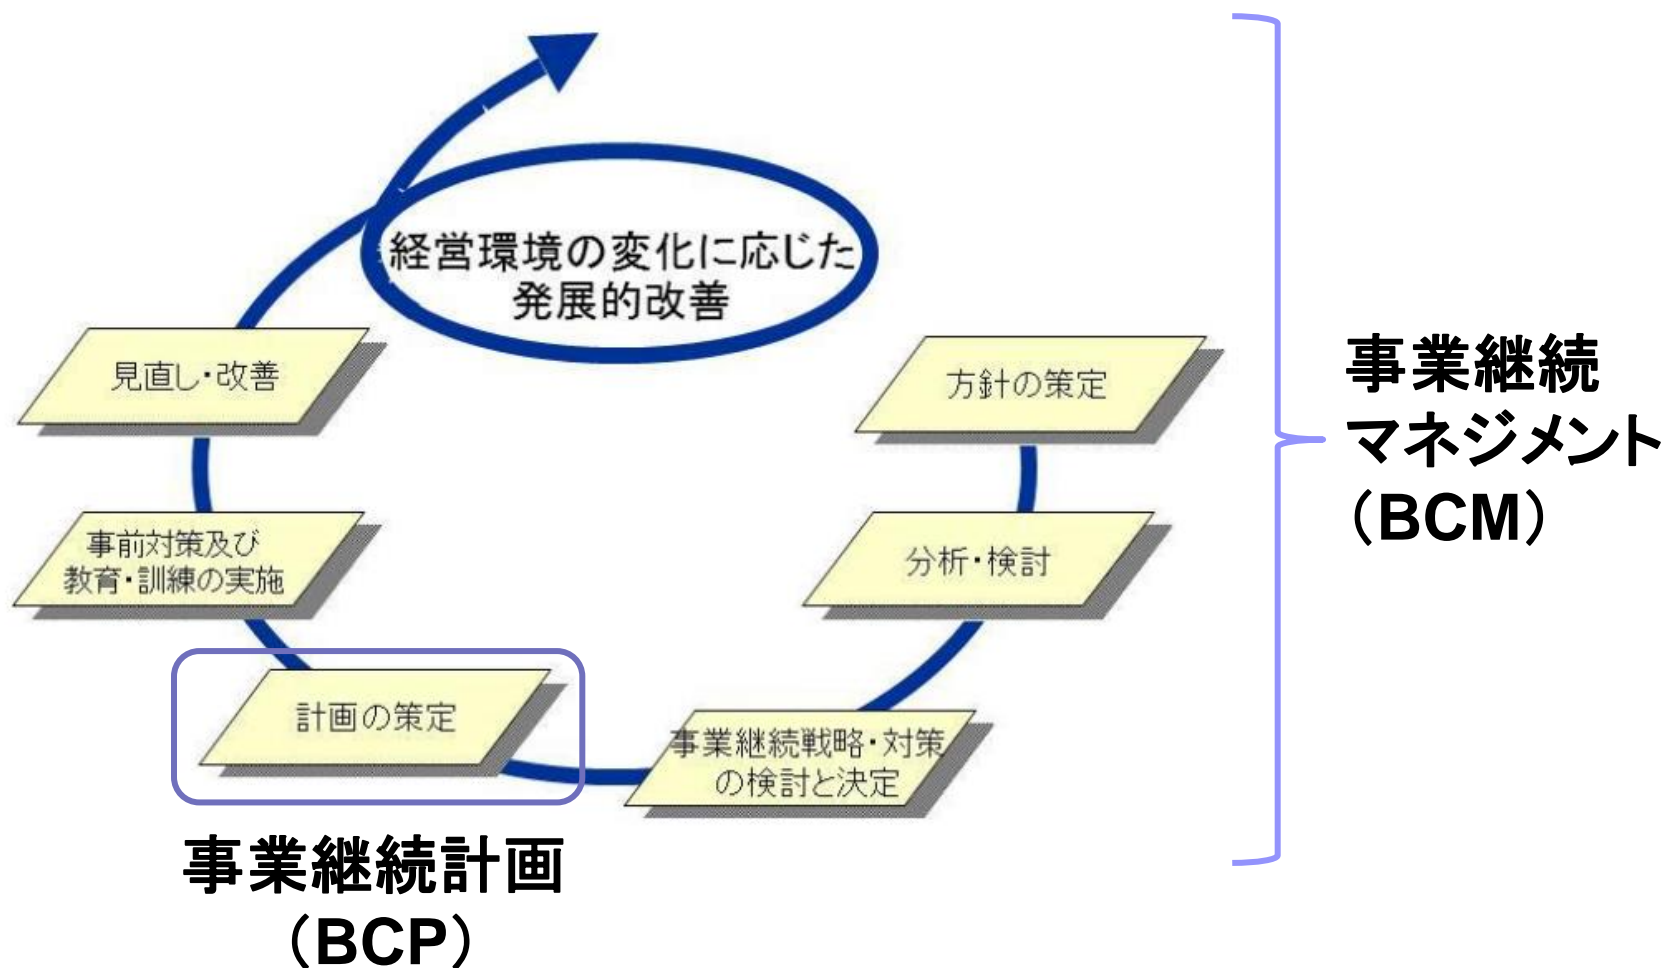 経営環境の変化に応じた
発展的改善
見直し・改善
方針の策定
事業継続
マネジメント
（BCM）
事前対策及び
教育・訓練の実施
分析・検討
計画の策定
事業継続戦略・対策
の検討と決定
事業継続計画
（BCP）